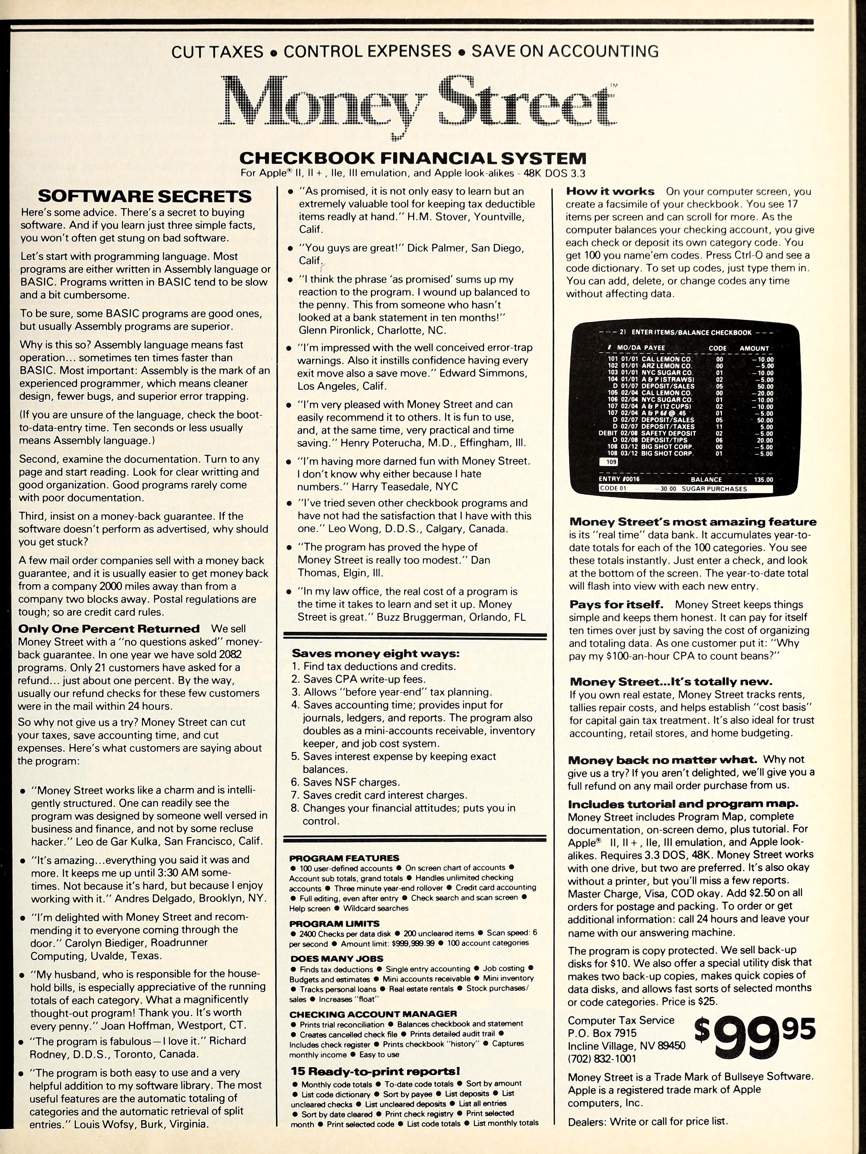 CUT TAXES • CONTROL EXPENSES • SAVE ON ACCOUNTING
Money Street™
CHECKBOOK FINANCIAL SYSTEM
For Apple® II, II + , IIe, III emulation, and Apple look-alikes - 48K DOS 3.3
SOFTWARE SECRETS
Here's some advice. There's a secret to buying
software. And if you learn just three simple facts,
you won't often get stung on bad software.
Let's start with programming language. Most
programs are either written in Assembly language or
BASIC. Programs written in BASIC tend to be slow
and a bit cumbersome.
To be sure, some BASIC programs are good ones,
but usually Assembly programs are superior.
Why is this so? Assembly language means fast
operation... sometimes ten times faster than
BASIC. Most important: Assembly is the mark of an
experienced programmer, which means cleaner
design, fewer bugs, and superior error trapping.
(If you are unsure of the language, check the boot-
to-data-entry time. Ten seconds or less usually
means Assembly language.)
Second, examine the documentation. Turn to any
page and start reading. Look for clear writting and
good organization. Good programs rarely come
with poor documentation.
Third, insist on a money-back guarantee. If the
software doesn't perform as advertised, why should
you get stuck?
A few mail order companies sell with a money back
guarantee, and it is usually easier to get money back
from a company 2000 miles away than from a
company two blocks away. Postal regulations are
tough; so are credit card rules.
Only One Percent Returned We sell
Money Street with a "no questions asked" money-
back guarantee. In one year we have sold 2082
programs. Only 21 customers have asked for a
refund... just about one percent. By the way,
usually our refund checks for these few customers
were in the mail within 24 hours.
So why not give us a try? Money Street can cut
your taxes, save accounting time, and cut
expenses. Here's what customers are saying about
the program:
• "Money Street works like a charm and is intelli-
gently structured. One can readily see the
program was designed by someone well versed in
business and finance, and not by some recluse
hacker." Leo de Gar Kulka, San Francisco, Calif.
• "It's amazing...everything you said it was and
more. It keeps me up until 3:30 AM some-
times. Not because it's hard, but because I enjoy
working with it." Andres Delgado, Brooklyn, NY.
• "I'm delighted with Money Street and recom-
mending it to everyone coming through the
door." Carolyn Biediger, Roadrunner
Computing, Uvalde, Texas.
• "My husband, who is responsible for the house-
hold bills, is especially appreciative of the running
totals of each category. What a magnificently
thought-out program! Thank you. It's worth
every penny." Joan Hoffman, Westport, CT.
• "The program is fabulous—I love it." Richard
Rodney, D.D.S., Toronto, Canada.
• "The program is both easy to use and a very
helpful addition to my software library. The most
useful features are the automatic totaling of
categories and the automatic retrieval of split
entries." Louis Wofsy, Burk, Virginia.
• "As promised, it is not only easy to learn but an
extremely valuable tool for keeping tax deductible
items readily at hand." H.M. Stover, Yountville,
Calif.
• "You guys are great!" Dick Palmer, San Diego,
Calif.
• "I think the phrase 'as promised' sums up my
reaction to the program. I wound up balanced to
the penny. This from someone who hasn't
looked at a bank statement in ten months!"
Glenn Pironlick, Charlotte, NC.
• "I'm impressed with the well conceived error-trap
warnings. Also it instills confidence having every
exit move also a save move." Edward Simmons,
Los Angeles, Calif.
• "I'm very pleased with Money Street and can
easily recommend it to others. It is fun to use,
and, at the same time, very practical and time
saving." Henry Poterucha, M.D., Effingham, Ill.
• "I'm having more darned fun with Money Street.
I don't know why either because I hate
numbers." Harry Teasedale, NYC
• "I've tried seven other checkbook programs and
have not had the satisfaction that I have with this
one." Leo Wong, D.D.S., Calgary, Canada.
• "The program has proved the hype of
Money Street is really too modest." Dan
Thomas, Elgin, Ill.
• "In my law office, the real cost of a program is
the time it takes to learn and set it up. Money
Street is great." Buzz Bruggerman, Orlando, FL
Saves money eight ways:
1. Find tax deductions and credits.
2. Saves CPA write-up fees.
3. Allows "before year-end" tax planning.
4. Saves accounting time; provides input for
journals, ledgers, and reports. The program also
doubles as a mini-accounts receivable, inventory
keeper, and job cost system.
5. Saves interest expense by keeping exact
balances.
6. Saves NSF charges.
7. Saves credit card interest charges.
8. Changes your financial attitudes; puts you in
control.
PROGRAM FEATURES
• 100 user-defined accounts • On screen chart of accounts •
Account sub totals, grand totals • Handles unlimited checking
accounts • Three minute year-end rollover • Credit card accounting
• Full editing, even after entry • Check search and scan screen •
Help screen • Wildcard searches
PROGRAM LIMITS
• 2400 Checks per data disk • 200 uncleared items • Scan speed: 6
per second • Amount limit: $999,999.99 • 100 account categories
DOES MANY JOBS
• Finds tax deductions • Single entry accounting • Job costing •
Budgets and estimates • Mini accounts receivable • Mini inventory
• Tracks personal loans • Real estate rentals • Stock purchases/
sales • Increases "float"
CHECKING ACCOUNT MANAGER
• Prints trial reconciliation • Balances checkbook and statement
• Creates cancelled check file • Prints detailed audit trail •
Includes check register • Prints checkbook "history" • Captures
monthly income • Easy to use
15 Ready-to-print reports!
• Monthly code totals • To-date code totals • Sort by amount
• List code dictionary • Sort by payee • List deposits • List
uncleared checks • List uncleared deposits • List all entries
• Sort by date cleared • Print check registry • Print selected
month • Print selected code • List code totals • List monthly totals
How it works On your computer screen, you
create a facsimile of your checkbook. You see 17
items per screen and can scroll for more. As the
computer balances your checking account, you give
each check or deposit its own category code. You
get 100 you name'em codes. Press Ctrl-O and see a
code dictionary. To set up codes, just type them in.
You can add, delete, or change codes any time
without affecting data.
--- 2) ENTER ITEMS/BALANCE CHECKBOOK ---
# MO/DA PAYEE CODE AMOUNT
101 01/01 CAL LEMON CO. 00 -10.00
102 01/01 ARZ LEMON CO. 00 -5.00
103 01/01 NYC SUGAR CO. 01 -10.00
104 01/01 A & P (STRAWS) 02 -5.00
D 01/07 DEPOSIT/SALES 05 50.00
105 02/04 CAL LEMON CO. 00 -20.00
106 02/04 NYC SUGAR CO. 01 -10.00
107 02/04 A & P (12 CUPS) 02 -10.00
107 02/04 A & P 5# @ 45 01 -5.00
D 02/07 DEPOSIT/SALES 05 50.00
D 02/07 DEPOSIT/TAXES 11 5.00
DEBIT 02/08 SAFETY DEPOSIT 02 -5.00
D 02/08 DEPOSIT/TIPS 06 20.00
108 03/12 BIG SHOT CORP. 00 -5.00
108 03/12 BIG SHOT CORP. 01 -5.00
109
ENTRY #0016 BALANCE 135.00
CODE 01 -30.00 SUGAR PURCHASES
Money Street's most amazing feature
is its "real time" data bank. It accumulates year-to-
date totals for each of the 100 categories. You see
these totals instantly. Just enter a check, and look
at the bottom of the screen. The year-to-date total
will flash into view with each new entry.
Pays for itself. Money Street keeps things
simple and keeps them honest. It can pay for itself
ten times over just by saving the cost of organizing
and totaling data. As one customer put it: "Why
pay my $100-an-hour CPA to count beans?"
Money Street...It's totally new.
If you own real estate, Money Street tracks rents,
tallies repair costs, and helps establish "cost basis"
for capital gain tax treatment. It's also ideal for trust
accounting, retail stores, and home budgeting.
Money back no matter what. Why not
give us a try? If you aren't delighted, we'll give you a
full refund on any mail order purchase from us.
Includes tutorial and program map.
Money Street includes Program Map, complete
documentation, on-screen demo, plus tutorial. For
Apple® II, II + , IIe, III emulation, and Apple look-
alikes. Requires 3.3 DOS, 48K. Money Street works
with one drive, but two are preferred. It's also okay
without a printer, but you'll miss a few reports.
Master Charge, Visa, COD okay. Add $2.50 on all
orders for postage and packing. To order or get
additional information: call 24 hours and leave your
name with our answering machine.
The program is copy protected. We sell back-up
disks for $10. We also offer a special utility disk that
makes two back-up copies, makes quick copies of
data disks, and allows fast sorts of selected months
or code categories. Price is $25.
Computer Tax Service
P.O. Box 7915
Incline Village, NV 89450
(702) 832-1001
$99.95
Money Street is a Trade Mark of Bullseye Software.
Apple is a registered trade mark of Apple
computers, Inc.
Dealers: Write or call for price list.